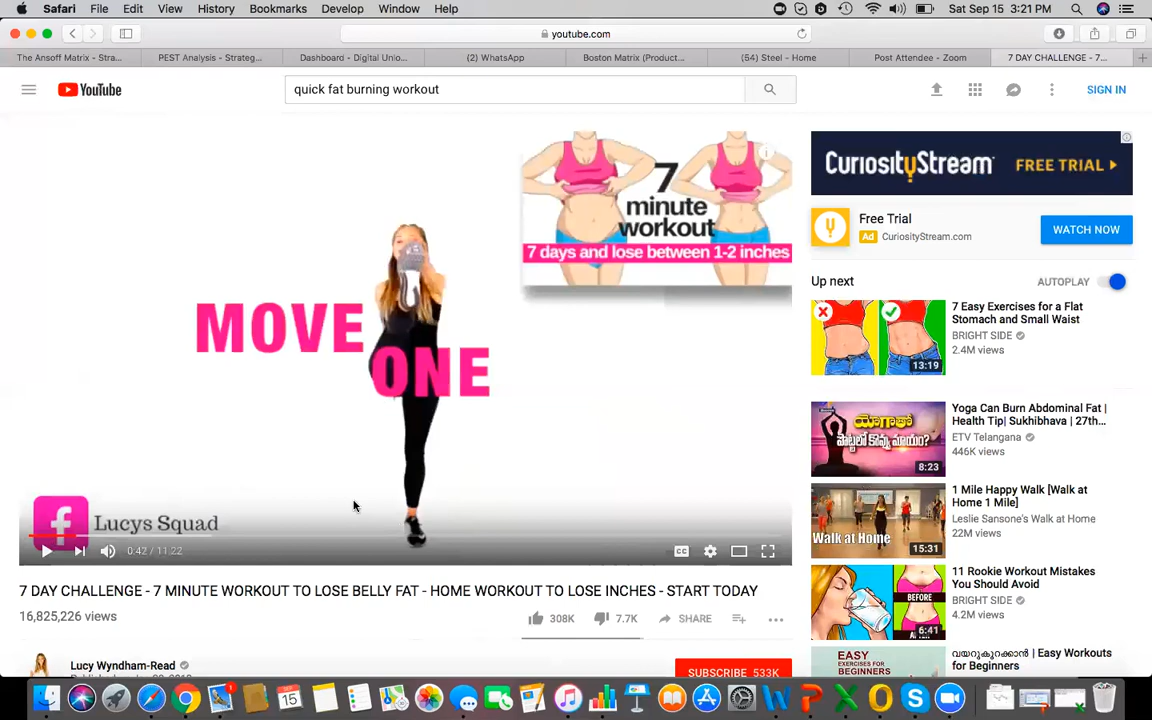 Safari File Edit View History Bookmarks Develop Window Help Sat Sep 15 3:21 PM
youtube.com
The Ansoff Matrix - Stra...
PEST Analysis - Strateg...
Dashboard - Digital Unio...
(2) WhatsApp
Boston Matrix (Product...
(54) Steel - Home
Post Attendee - Zoom
7 DAY CHALLENGE - 7...
YouTube
quick fat burning workout
SIGN IN
7
minute
workout
7 days and lose between 1-2 inches
MOVE
ONE
Lucys Squad
0:42 / 11:22
CC
7 DAY CHALLENGE - 7 MINUTE WORKOUT TO LOSE BELLY FAT - HOME WORKOUT TO LOSE INCHES - START TODAY
16,825,226 views
308K
7.7K
SHARE
Lucy Wyndham-Read
SUBSCRIBE 533K
CURIOSITYSTREAM FREE TRIAL
Free Trial
Ad CuriosityStream.com
WATCH NOW
Up next
AUTOPLAY
7 Easy Exercises for a Flat
Stomach and Small Waist
BRIGHT SIDE
2.4M views
13:19
Yoga Can Burn Abdominal Fat |
Health Tip| Sukhibhava | 27th...
ETV Telangana
446K views
యోగాతో
పొట్టలో కొవ్వు మాయం?
8:23
1 Mile Happy Walk [Walk at
Home 1 Mile]
Leslie Sansone's Walk at Home
22M views
Walk at Home
15:31
11 Rookie Workout Mistakes
You Should Avoid
BRIGHT SIDE
4.2M views
BEFORE
AFTER
6:41
വയറുകുറക്കാൻ | Easy Workouts
for Beginners
EASY
EXERCISES FOR